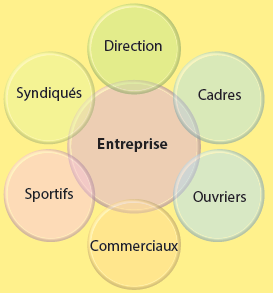 Direction
Syndiqués
Cadres
Entreprise
Sportifs
Ouvriers
Commerciaux